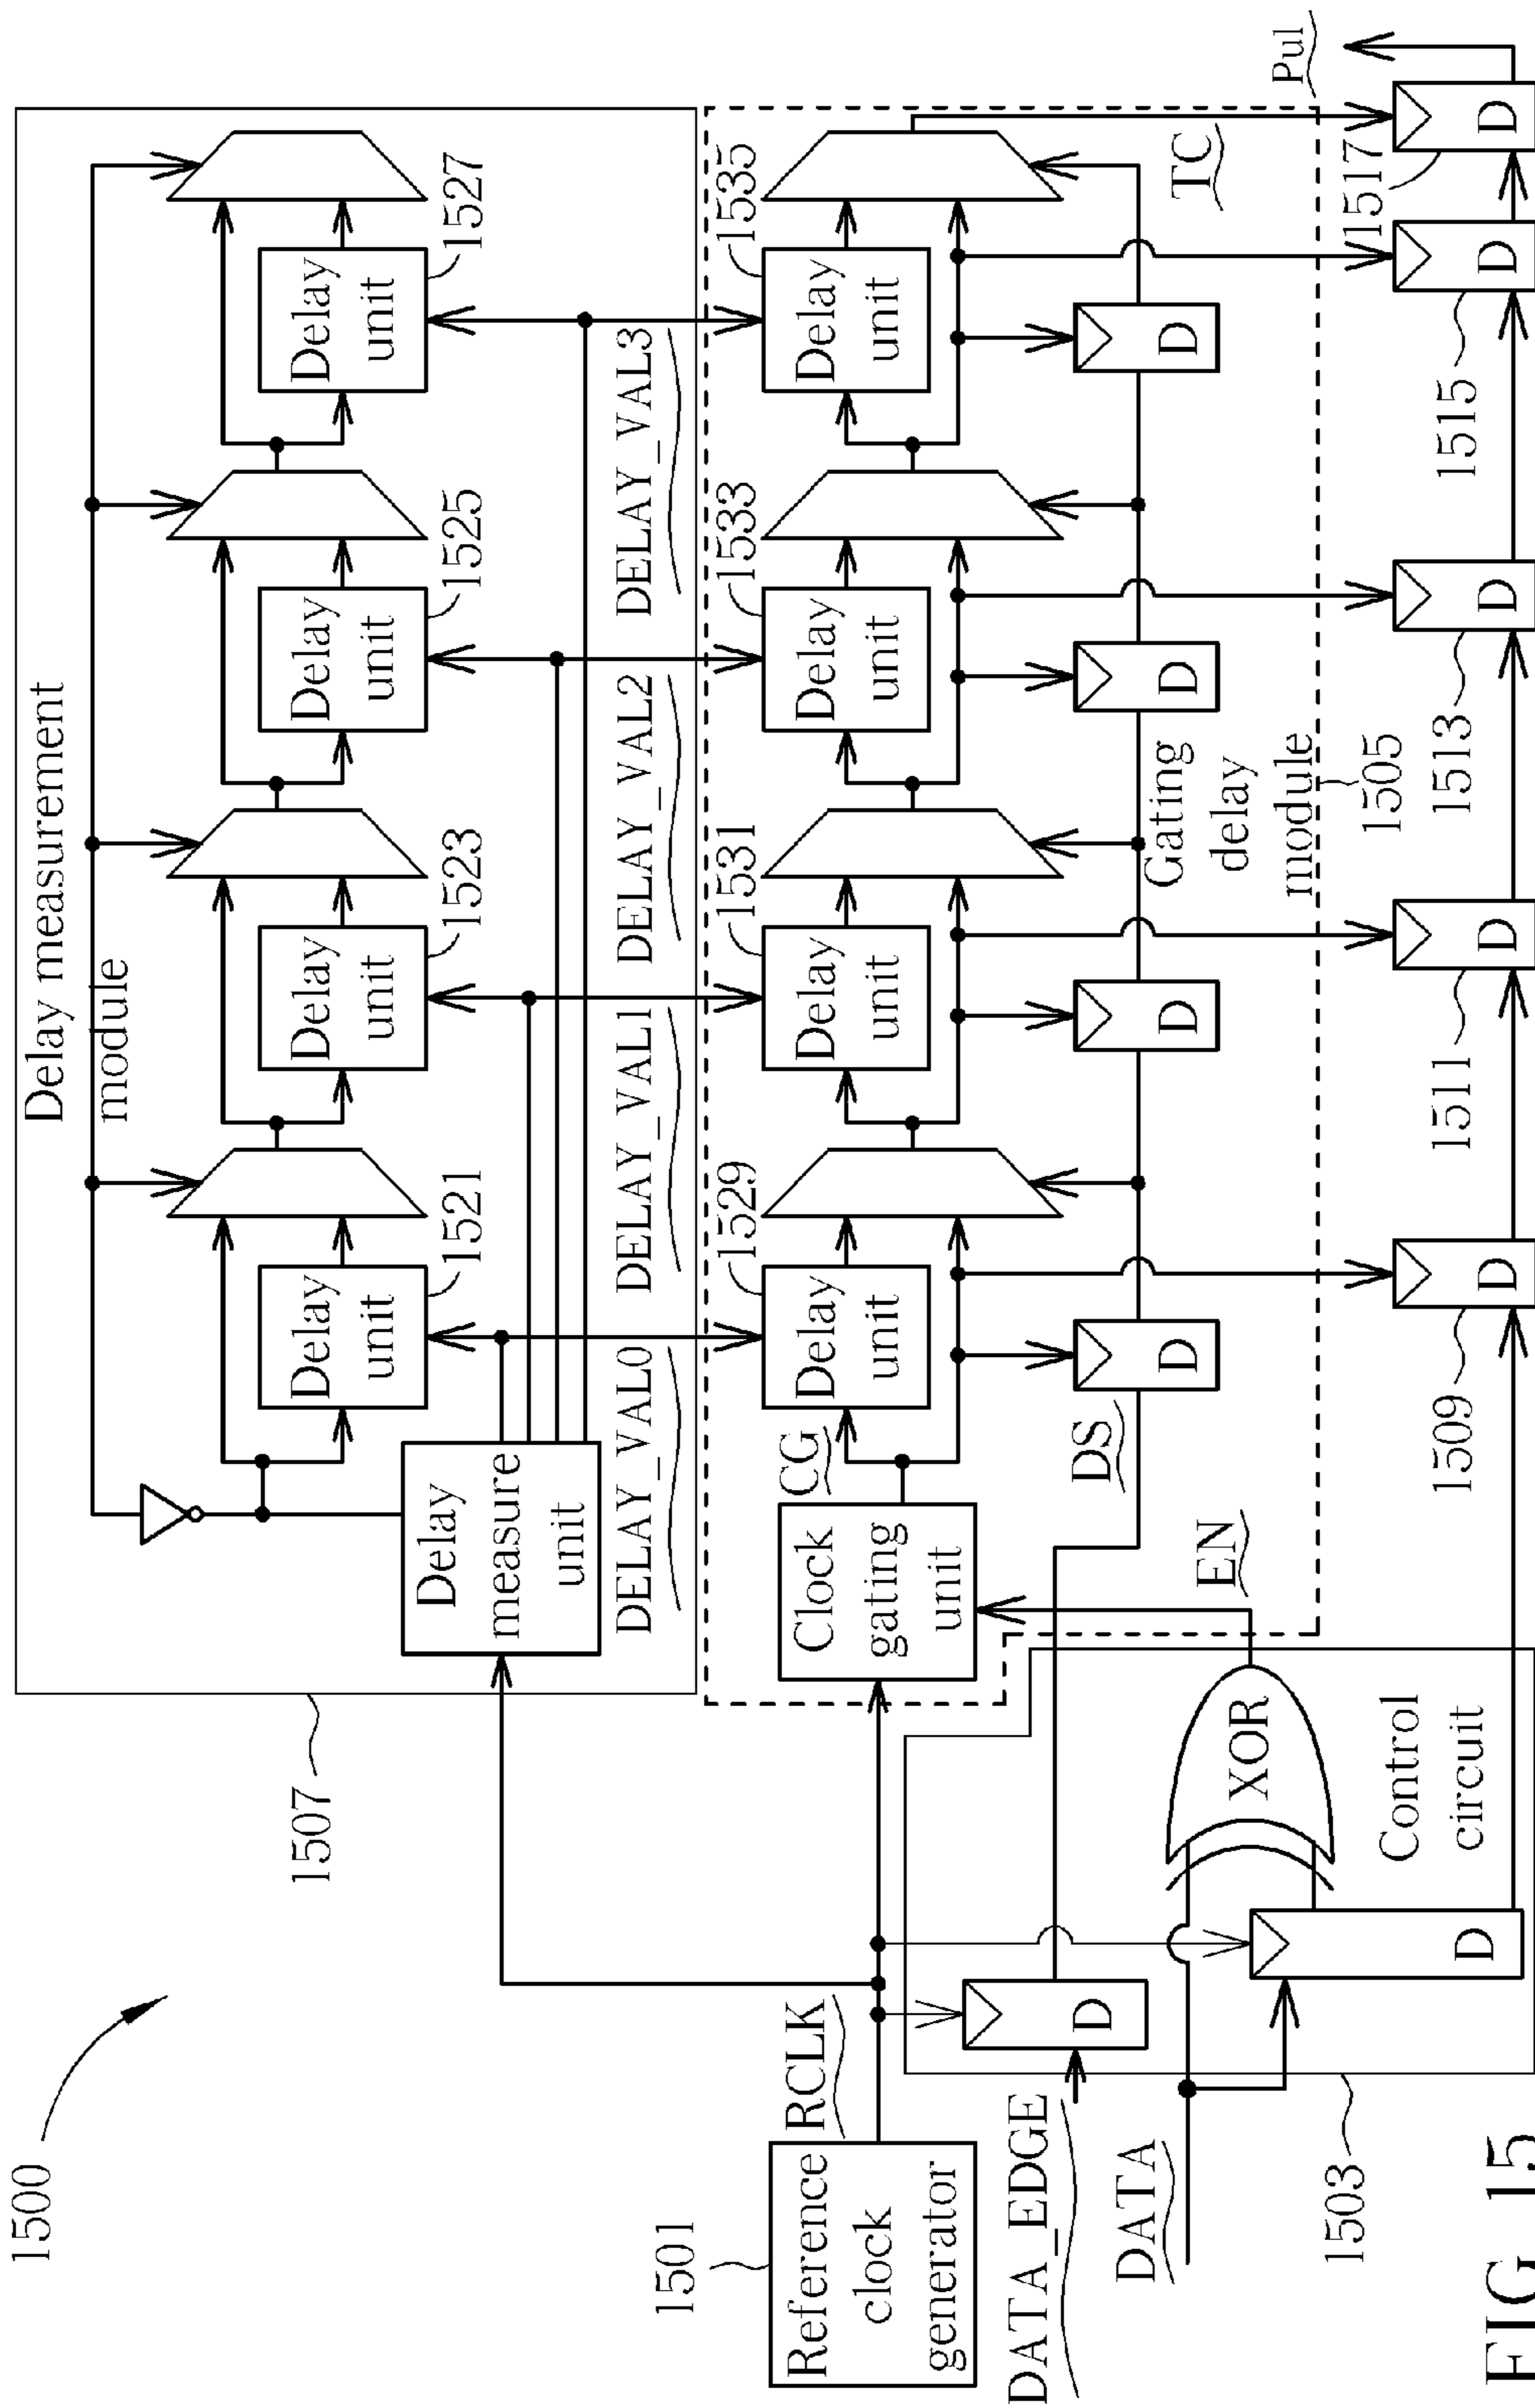 1500
1507
Delay measurement
module
Delay
unit
1521
Delay
unit
1523
Delay
unit
1525
Delay
unit
1527
Delay
measure
unit
DELAY_VAL0
DELAY_VAL1
DELAY_VAL2
DELAY_VAL3
1501
Reference
clock
generator
RCLK
Clock
gating
unit
CG
1529
Delay
unit
1531
Delay
unit
1533
Delay
unit
1535
Delay
unit
DS
D
D
D
D
TC
Gating
delay
module
1505
EN
DATA_EDGE
D
DATA
XOR
D
Control
circuit
1503
1509
D
1511
D
1513
D
1515
D
1517
D
Pul
FIG. 15